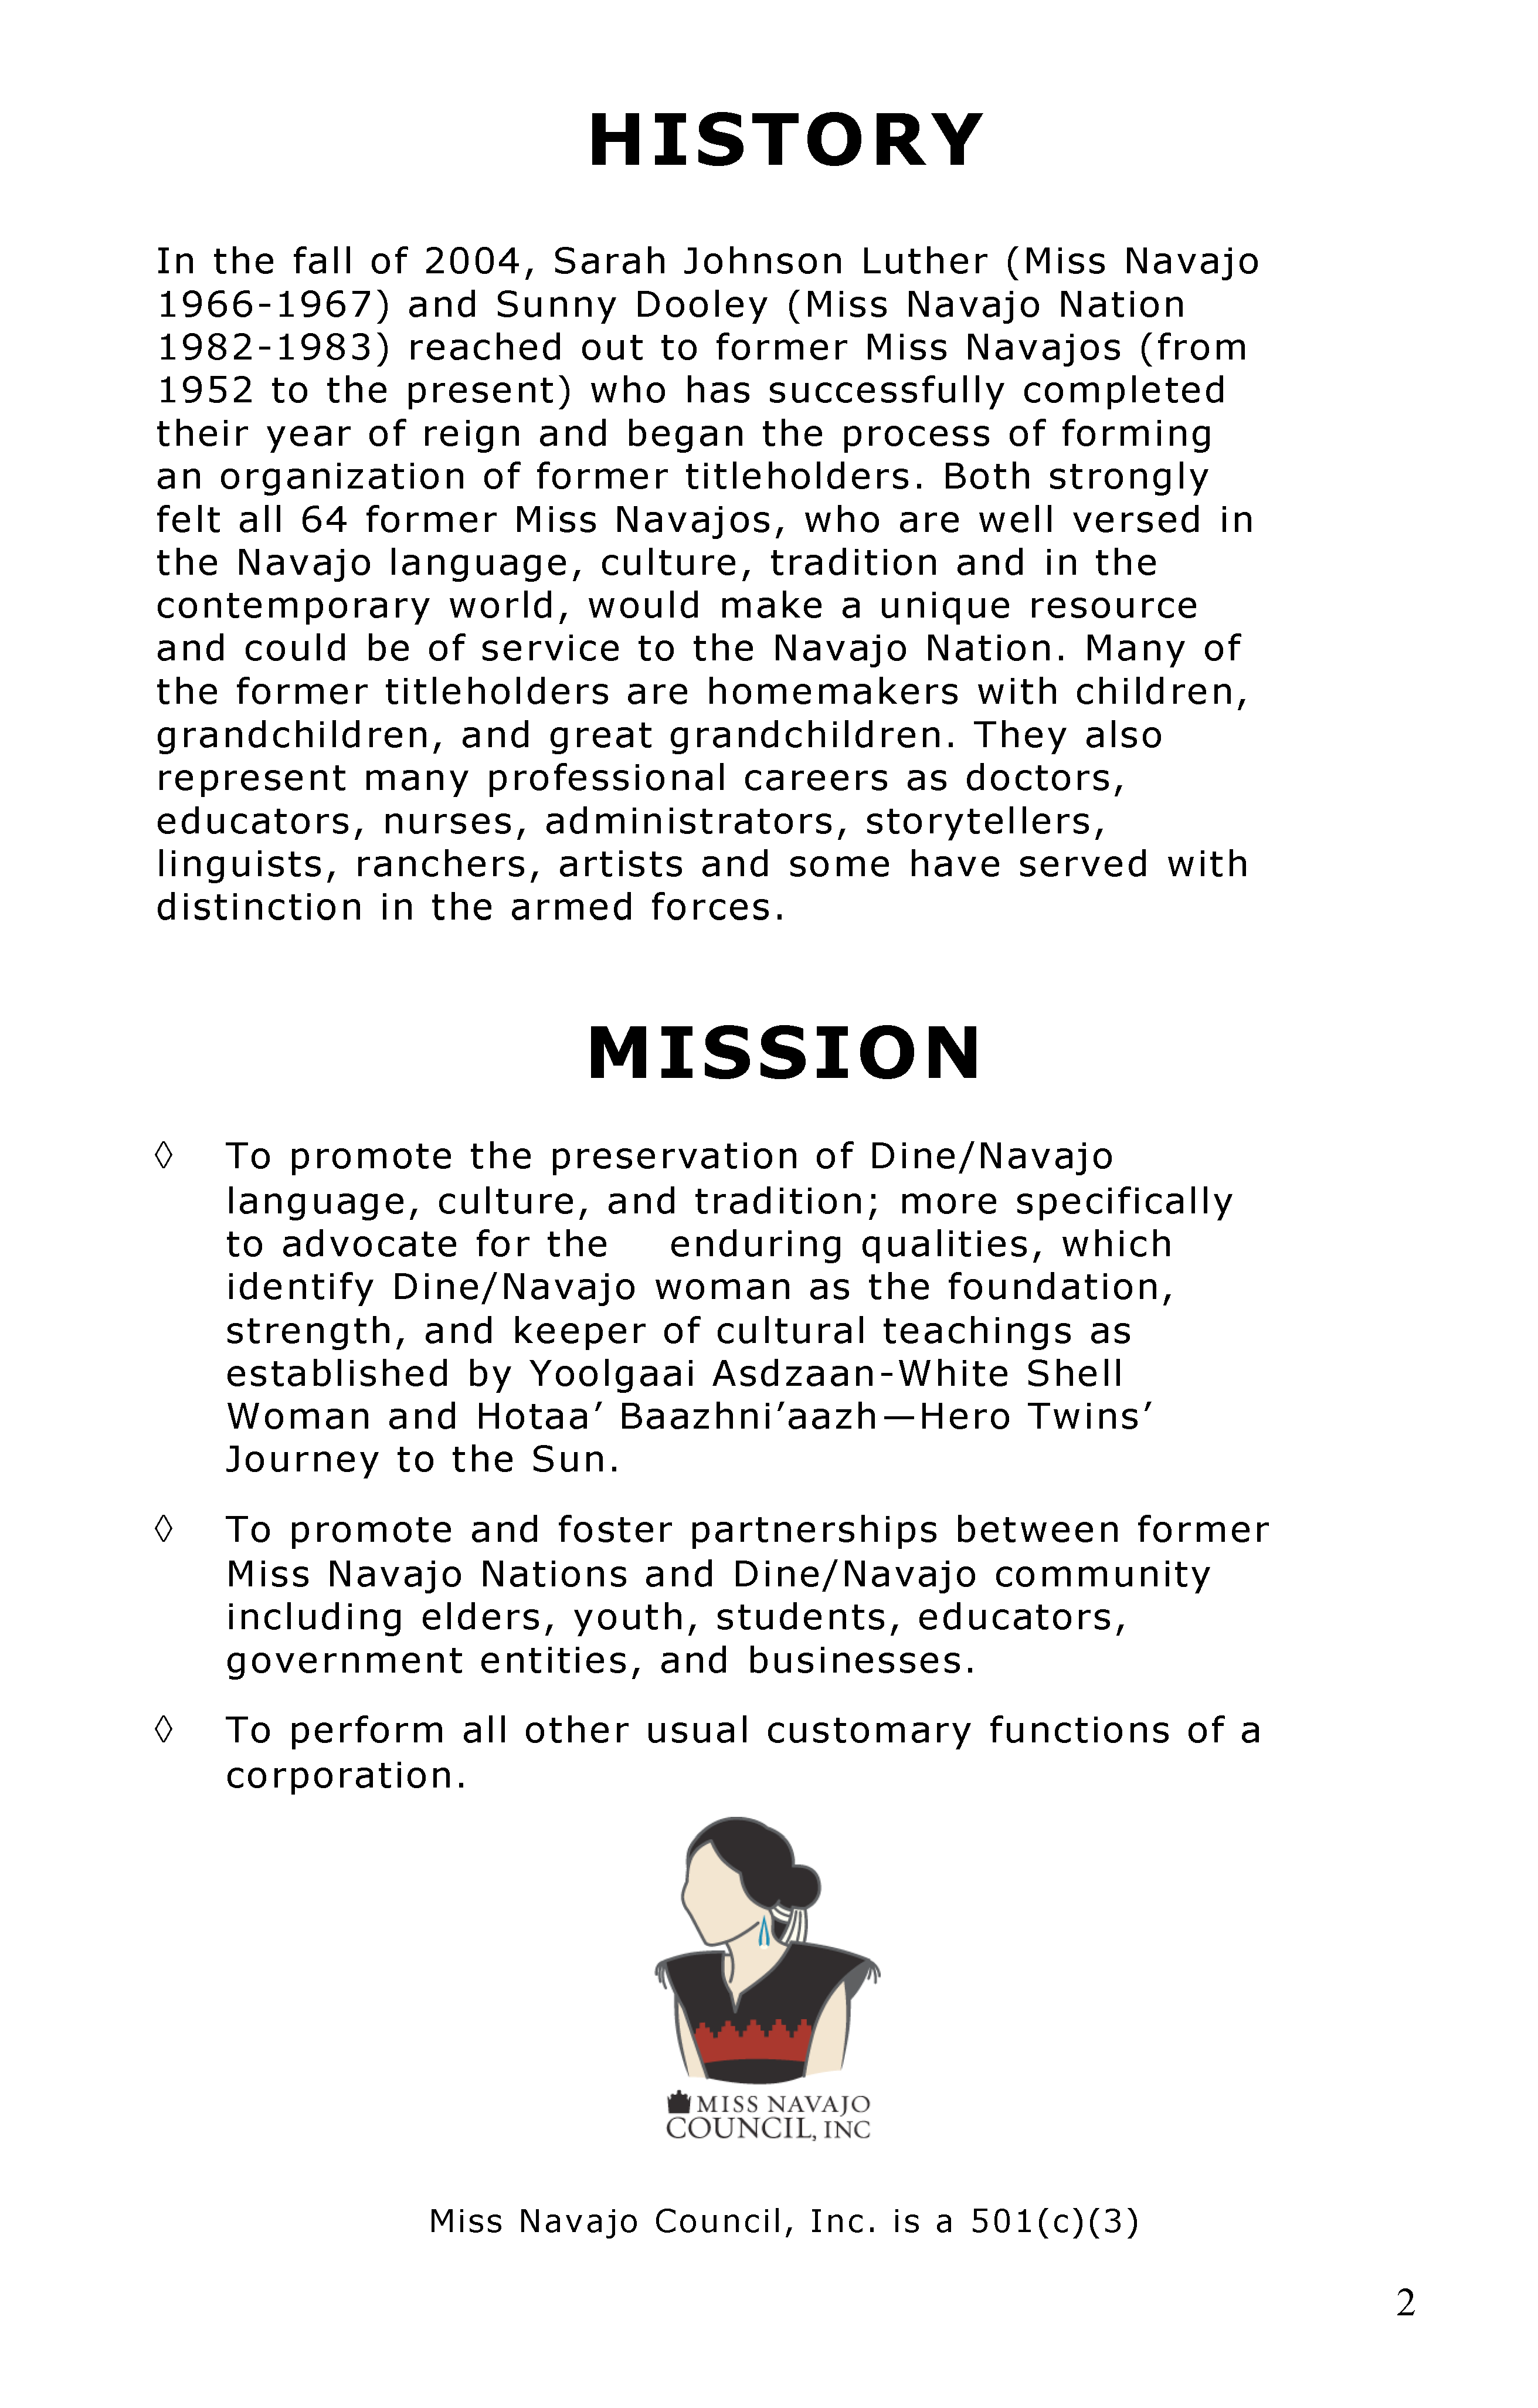 HISTORY
In the fall of 2004, Sarah Johnson Luther (Miss Navajo
1966-1967) and Sunny Dooley (Miss Navajo Nation
1982-1983) reached out to former Miss Navajos (from
1952 to the present) who has successfully completed
their year of reign and began the process of forming
an organization of former titleholders. Both strongly
felt all 64 former Miss Navajos, who are well versed in
the Navajo language, culture, tradition and in the
contemporary world, would make a unique resource
and could be of service to the Navajo Nation. Many of
the former titleholders are homemakers with children,
grandchildren, and great grandchildren. They also
represent many professional careers as doctors,
educators, nurses, administrators, storytellers,
linguists, ranchers, artists and some have served with
distinction in the armed forces.
MISSION
◊ To promote the preservation of Dine/Navajo
language, culture, and tradition; more specifically
to advocate for the enduring qualities, which
identify Dine/Navajo woman as the foundation,
strength, and keeper of cultural teachings as
established by Yoolgaai Asdzaan-White Shell
Woman and Hotaa’ Baazhni’aazh—Hero Twins’
Journey to the Sun.
◊ To promote and foster partnerships between former
Miss Navajo Nations and Dine/Navajo community
including elders, youth, students, educators,
government entities, and businesses.
◊ To perform all other usual customary functions of a
corporation.
MISS NAVAJO
COUNCIL, INC
Miss Navajo Council, Inc. is a 501(c)(3)
2